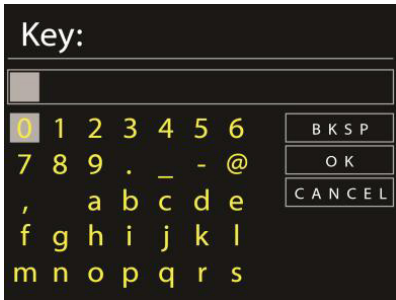 Key:
0 1 2 3 4 5 6 BKSP
7 8 9 . _ - @ OK
, a b c d e CANCEL
f g h i j k l
m n o p q r s